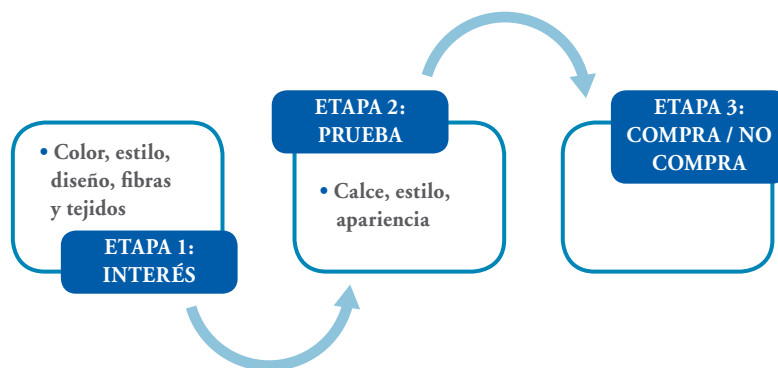 • Color, estilo,
diseño, fibras
y tejidos
ETAPA 1:
INTERÉS
ETAPA 2:
PRUEBA
• Calce, estilo,
apariencia
ETAPA 3:
COMPRA / NO
COMPRA